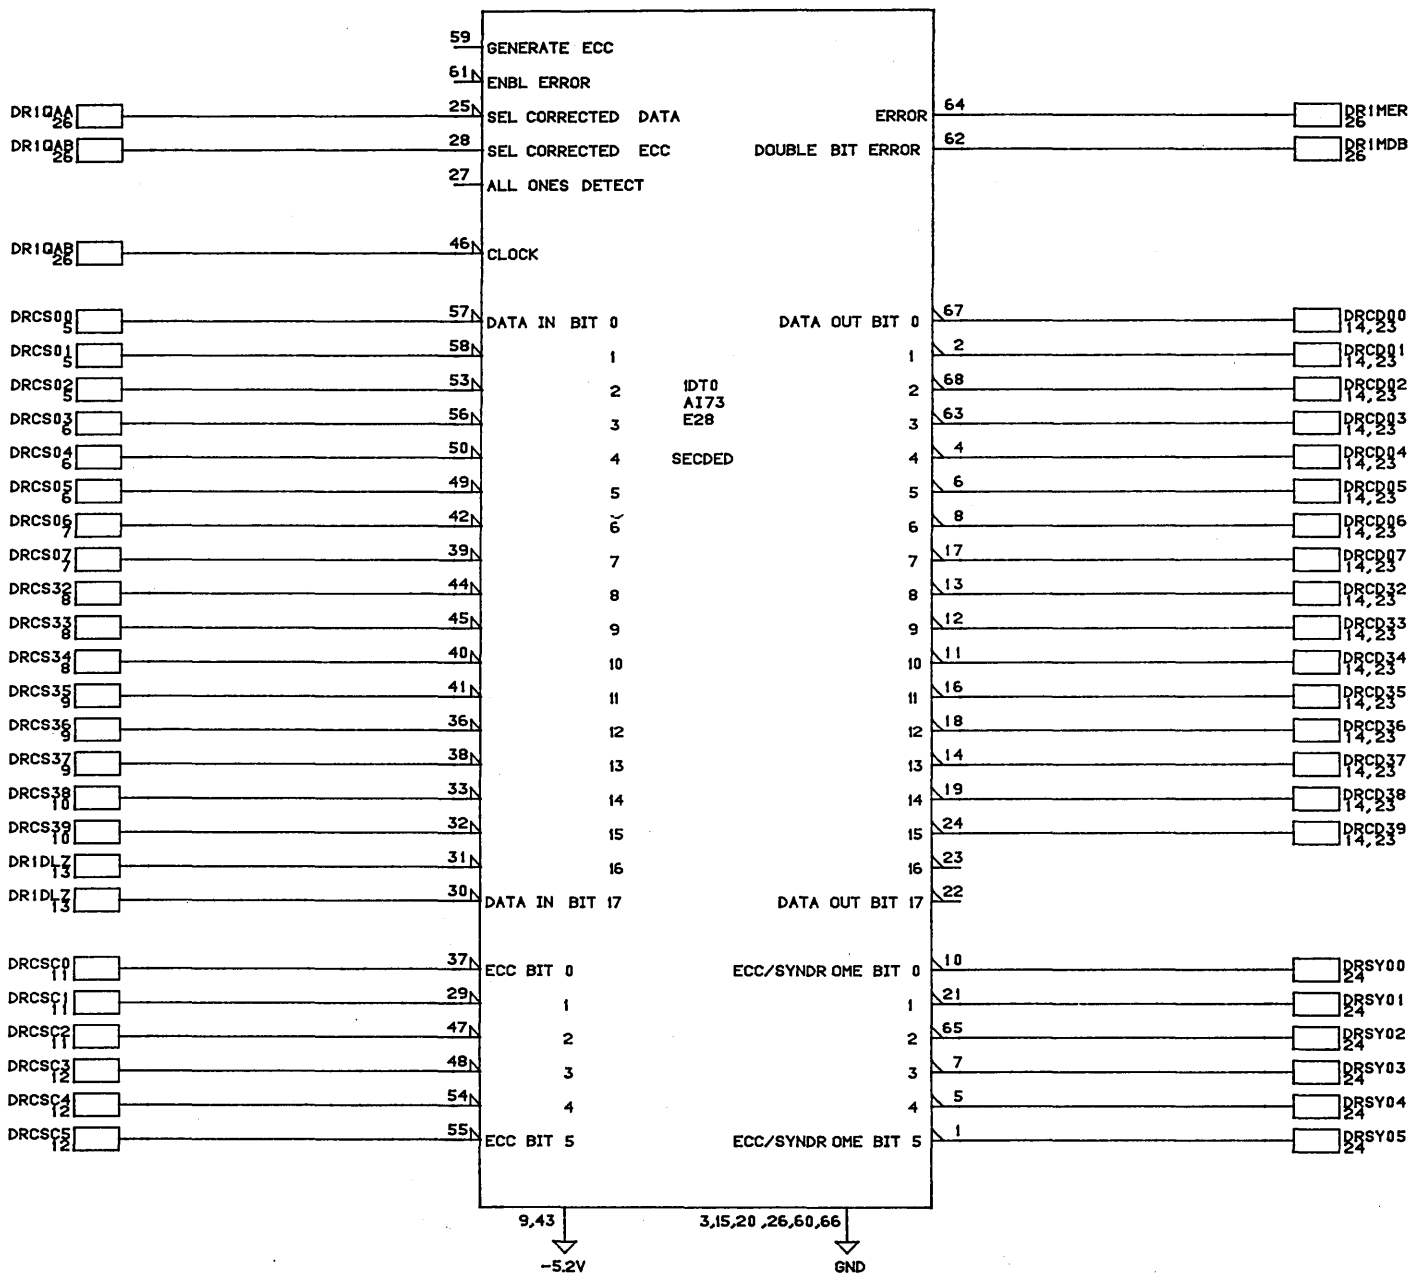 59 GENERATE ECC
61 ENBL ERROR
DR1QAA 26 25 SEL CORRECTED DATA ERROR 64 DR1MER 26
DR1QAB 26 28 SEL CORRECTED ECC DOUBLE BIT ERROR 62 DR1MDB 26
27 ALL ONES DETECT
DR1QAB 26 46 CLOCK
DRCS00 5 57 DATA IN BIT 0 DATA OUT BIT 0 67 DRCD00 14,23
DRCS01 5 58 1 1 2 DRCD01 14,23
DRCS02 5 53 2 1DT0 2 68 DRCD02 14,23
AI73
DRCS03 6 56 3 E28 3 63 DRCD03 14,23
DRCS04 6 50 4 SECDED 4 4 DRCD04 14,23
DRCS05 6 49 5 5 6 DRCD05 14,23
DRCS06 7 42 6 6 8 DRCD06 14,23
DRCS07 7 39 7 7 17 DRCD07 14,23
DRCS32 8 44 8 8 13 DRCD32 14,23
DRCS33 8 45 9 9 12 DRCD33 14,23
DRCS34 8 40 10 10 11 DRCD34 14,23
DRCS35 9 41 11 11 16 DRCD35 14,23
DRCS36 9 36 12 12 18 DRCD36 14,23
DRCS37 9 38 13 13 14 DRCD37 14,23
DRCS38 10 33 14 14 19 DRCD38 14,23
DRCS39 10 32 15 15 24 DRCD39 14,23
DR1DLZ 13 31 16 16 23
DR1DLZ 13 30 DATA IN BIT 17 DATA OUT BIT 17 22
DRCSC0 11 37 ECC BIT 0 ECC/SYNDR OME BIT 0 10 DRSY00 24
DRCSC1 11 29 1 1 21 DRSY01 24
DRCSC2 11 47 2 2 65 DRSY02 24
DRCSC3 12 48 3 3 7 DRSY03 24
DRCSC4 12 54 4 4 5 DRSY04 24
DRCSC5 12 55 ECC BIT 5 ECC/SYNDR OME BIT 5 1 DRSY05 24
9,43 3,15,20 ,26,60,66
-5.2V GND